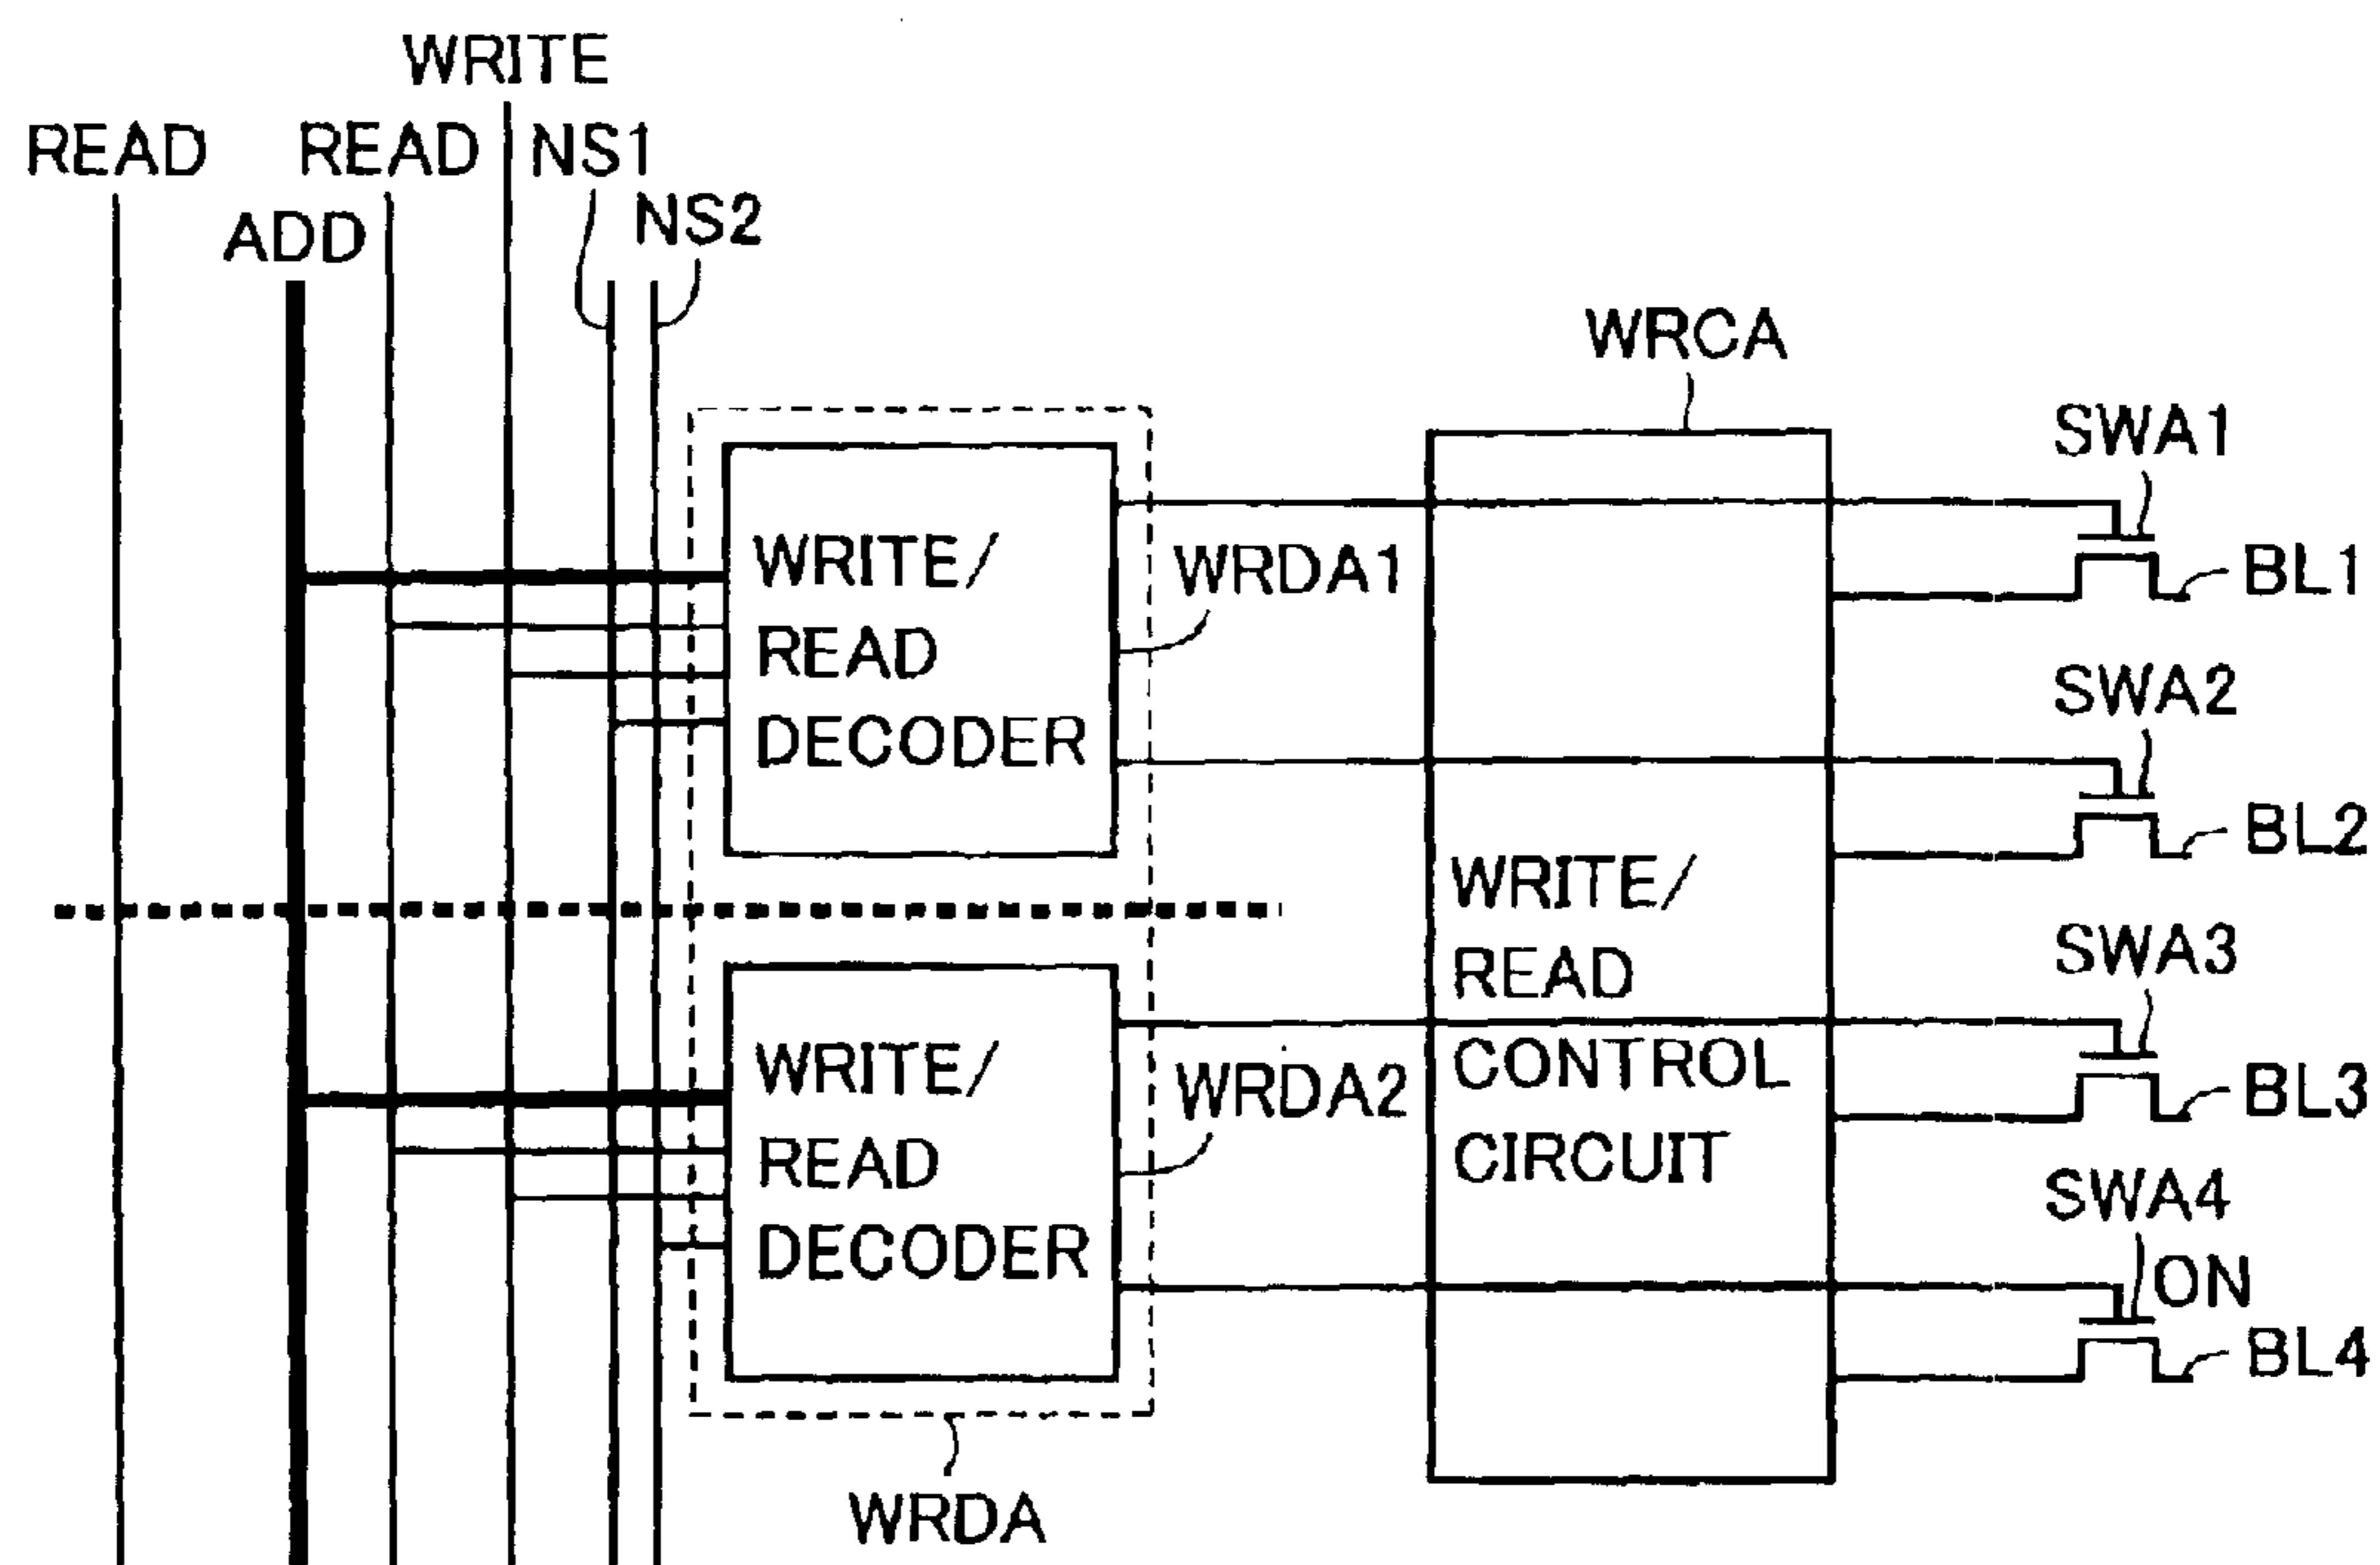 WRITE
READ READ NS1
ADD NS2
WRCA
SWA1
WRITE/
READ
DECODER
WRDA1
BL1
SWA2
BL2
WRITE/
READ
CONTROL
CIRCUIT
SWA3
WRITE/
READ
DECODER
WRDA2
BL3
SWA4
ON
BL4
WRDA